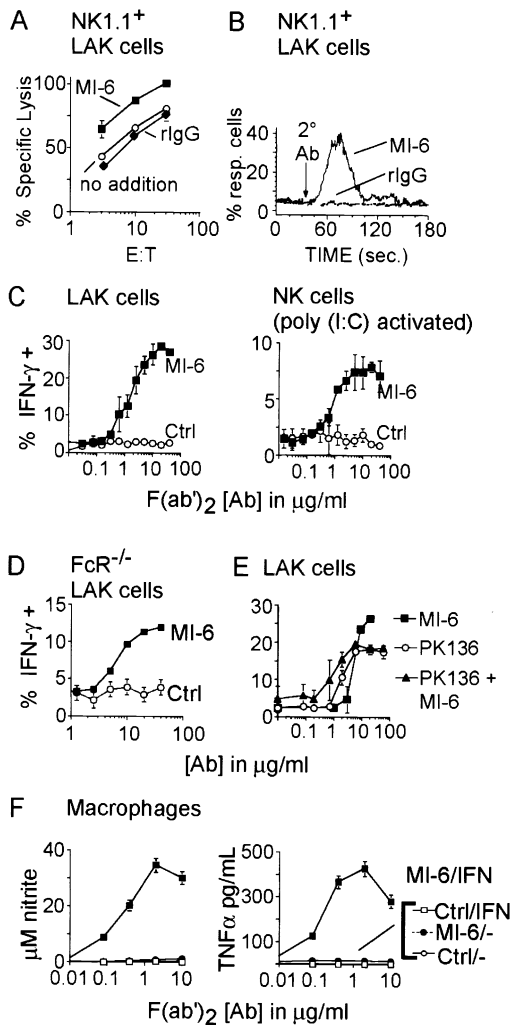 A NK1.1+ LAK cells
B NK1.1+ LAK cells
% Specific Lysis
100
50
0
MI-6
rIgG
no addition
1 10 100
E:T
% resp. cells
40
20
0
2°
Ab
MI-6
rIgG
0 60 120 180
TIME (sec.)
C LAK cells
NK cells
(poly (I:C) activated)
% IFN-γ +
30
20
10
0
MI-6
Ctrl
0.1 1 10 100
10
5
0
MI-6
Ctrl
0.1 1 10 100
F(ab')2 [Ab] in μg/ml
D FcR-/-
LAK cells
E LAK cells
% IFN-γ +
15
10
5
0
MI-6
Ctrl
1 10 100
30
20
10
0
0.1 1 10 100
MI-6
PK136
PK136 +
MI-6
[Ab] in μg/ml
F Macrophages
μM nitrite
40
20
0
0.01 0.1 1 10
TNFα pg/mL
500
300
100
0.01 0.1 1 10
MI-6/IFN
Ctrl/IFN
MI-6/-
Ctrl/-
F(ab')2 [Ab] in μg/ml